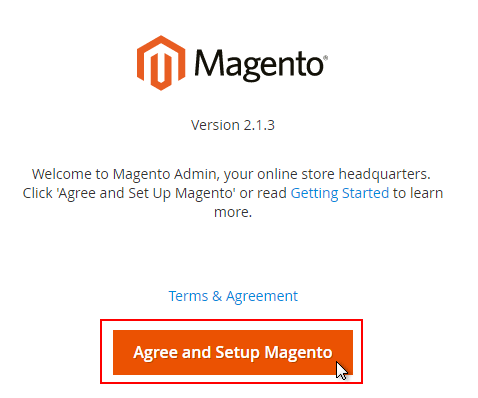 Magento®
Version 2.1.3
Welcome to Magento Admin, your online store headquarters.
Click 'Agree and Set Up Magento' or read Getting Started to learn
more.
Terms & Agreement
Agree and Setup Magento